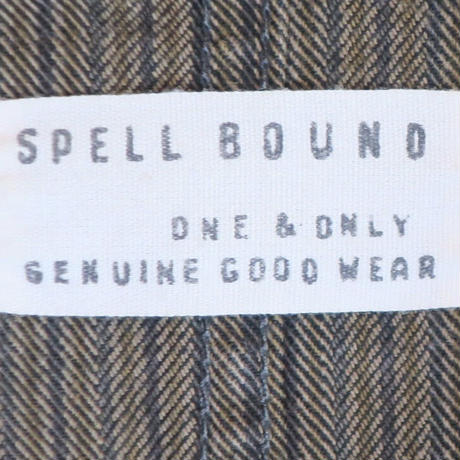 SPELL BOUND
ONE & ONLY
GENUINE GOOD WEAR